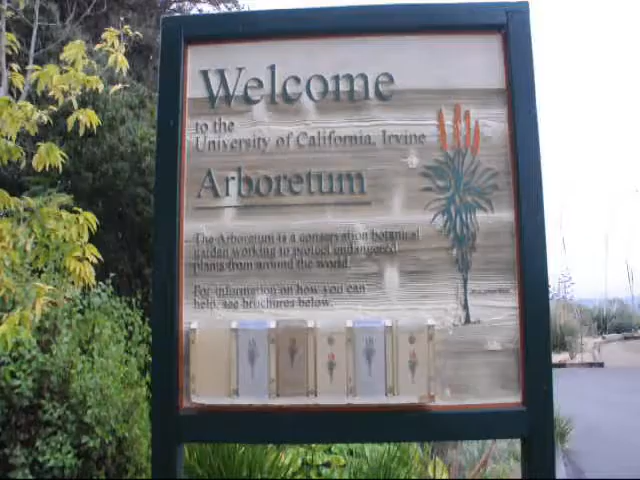 Welcome
to the
University of California, Irvine
Arboretum
The Arboretum is a conservation botanical
garden working to protect endangered
plants from around the world.
For information on how you can
help, see brochures below.